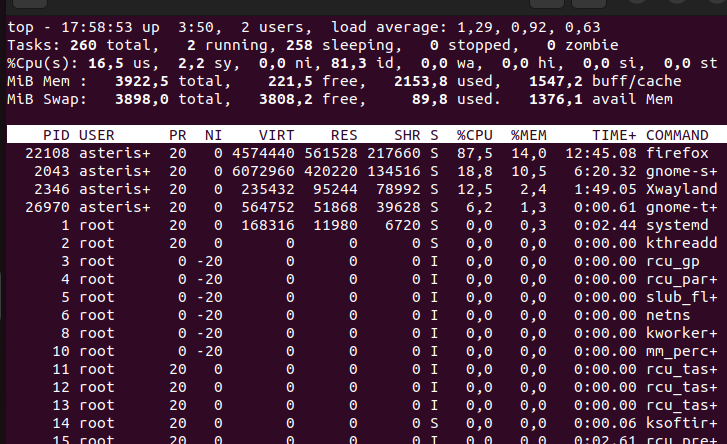 top - 17:58:53 up  3:50,  2 users,  load average: 1,29, 0,92, 0,63
Tasks: 260 total,   2 running, 258 sleeping,   0 stopped,   0 zombie
%Cpu(s): 16,5 us,  2,2 sy,  0,0 ni, 81,3 id,  0,0 wa,  0,0 hi,  0,0 si,  0,0 st
MiB Mem :   3922,5 total,    221,5 free,   2153,8 used,   1547,2 buff/cache
MiB Swap:   3898,0 total,   3808,2 free,     89,8 used.   1376,1 avail Mem
PID USER      PR  NI    VIRT    RES    SHR S  %CPU  %MEM     TIME+ COMMAND
22108 asteris+  20   0 4574440 561528 217660 S  87,5  14,0  12:45.08 firefox
2043 asteris+  20   0 6072960 420220 134516 S  18,8  10,5   6:20.32 gnome-s+
2346 asteris+  20   0  235432  95244  78992 S  12,5   2,4   1:49.05 Xwayland
26970 asteris+  20   0  564752  51868  39628 S   6,2   1,3   0:00.61 gnome-t+
1 root      20   0  168316  11980   6720 S   0,0   0,3   0:02.44 systemd
2 root      20   0       0      0      0 S   0,0   0,0   0:00.00 kthreadd
3 root       0 -20       0      0      0 I   0,0   0,0   0:00.00 rcu_gp
4 root       0 -20       0      0      0 I   0,0   0,0   0:00.00 rcu_par+
5 root       0 -20       0      0      0 I   0,0   0,0   0:00.00 slub_fl+
6 root       0 -20       0      0      0 I   0,0   0,0   0:00.00 netns
8 root       0 -20       0      0      0 I   0,0   0,0   0:00.00 kworker+
10 root       0 -20       0      0      0 I   0,0   0,0   0:00.00 mm_perc+
11 root      20   0       0      0      0 I   0,0   0,0   0:00.00 rcu_tas+
12 root      20   0       0      0      0 I   0,0   0,0   0:00.00 rcu_tas+
13 root      20   0       0      0      0 I   0,0   0,0   0:00.00 rcu_tas+
14 root      20   0       0      0      0 S   0,0   0,0   0:00.06 ksoftir+
15 root      20   0       0      0      0 I   0,0   0,0   0:02.61 rcu_pre+